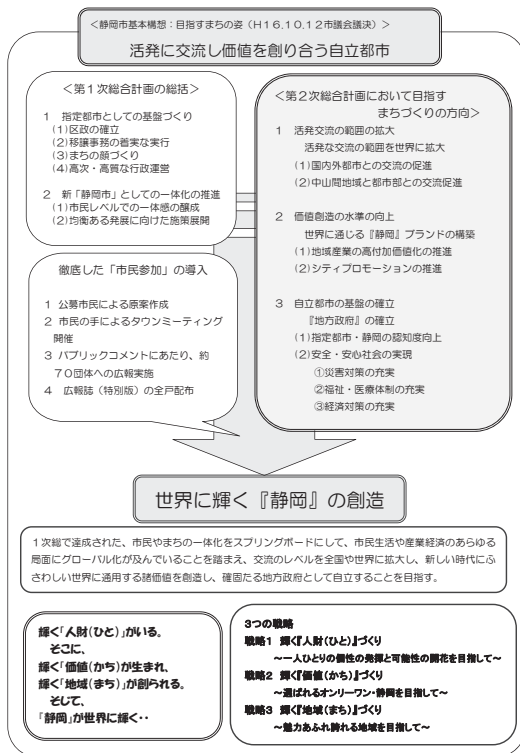 ＜静岡市基本構想：目指すまちの姿（Ｈ１６．１０．１２市議会議決）＞
活発に交流し価値を創り合う自立都市
＜第１次総合計画の総括＞
１　指定都市としての基盤づくり
(１)区政の確立
(２)移譲事務の着実な実行
(３)まちの顔づくり
(４)高次・高質な行政運営
２　新「静岡市」としての一体化の推進
(１)市民レベルでの一体感の醸成
(２)均衡ある発展に向けた施策展開
徹底した「市民参加」の導入
１　公募市民による原案作成
２　市民の手によるタウンミーティング
開催
３　パブリックコメントにあたり、約
７０団体への広報実施
４　広報誌（特別版）の全戸配布
＜第２次総合計画において目指す
まちづくりの方向＞
１　活発交流の範囲の拡大
活発な交流の範囲を世界に拡大
(１)国内外都市との交流の促進
(２)中山間地域と都市部との交流促進
２　価値創造の水準の向上
世界に通じる『静岡』ブランドの構築
(１)地域産業の高付加価値化の推進
(２)シティプロモーションの推進
３　自立都市の基盤の確立
『地方政府』の確立
(１)指定都市・静岡の認知度向上
(２)安全・安心社会の実現
①災害対策の充実
②福祉・医療体制の充実
③経済対策の充実
世界に輝く『静岡』の創造
１次総で達成された、市民やまちの一体化をスプリングボードにして、市民生活や産業経済のあらゆる
局面にグローバル化が及んでいることを踏まえ、交流のレベルを全国や世界に拡大し、新しい時代にふ
さわしい世界に通用する諸価値を創造し、確固たる地方政府として自立することを目指す。
輝く「人財（ひと）」がいる。
そこに、
輝く「価値（かち）が生まれ、
輝く「地域（まち）」が創られる。
そして、
「静岡」が世界に輝く・・
３つの戦略
戦略１　輝く『人財（ひと）』づくり
～一人ひとりの個性の発揮と可能性の開花を目指して～
戦略２　輝く『価値（かち）』づくり
～選ばれるオンリーワン・静岡を目指して～
戦略３　輝く『地域（まち）』づくり
～魅力あふれ誇れる地域を目指して～